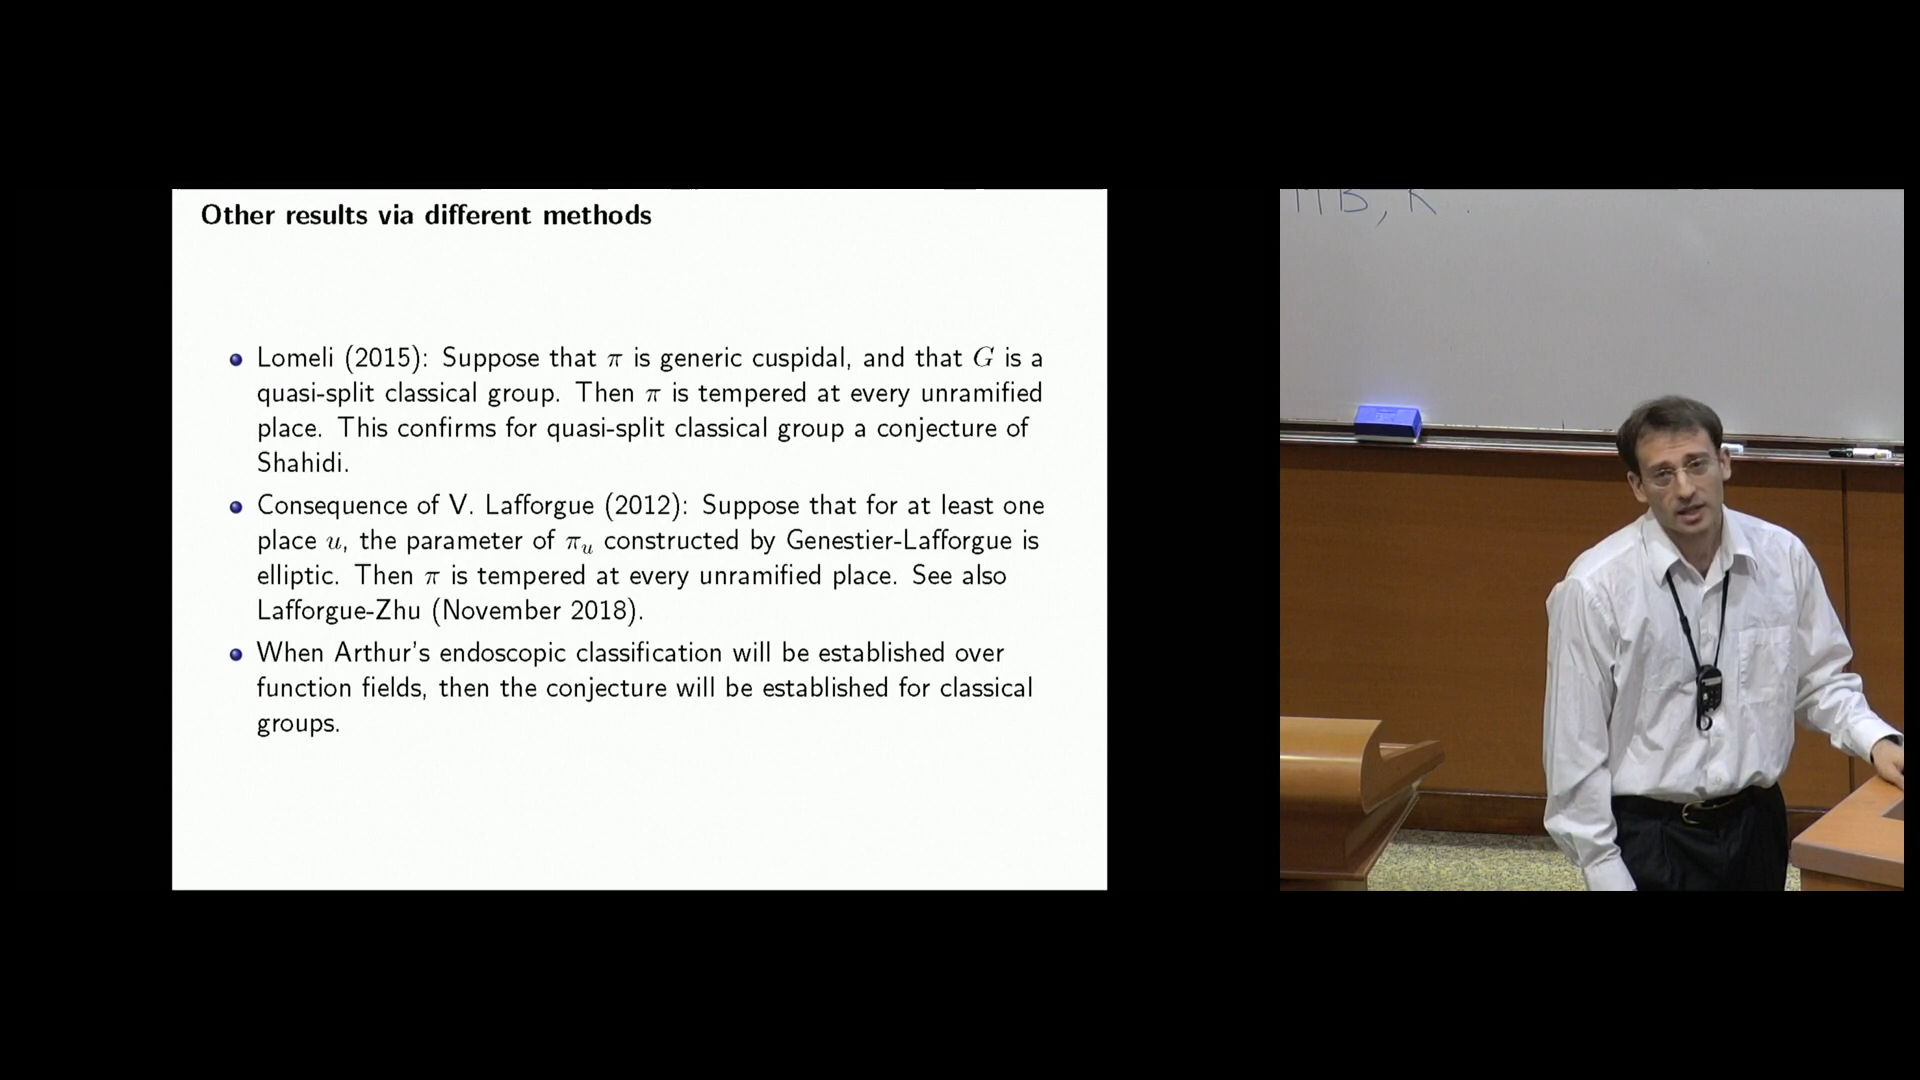 Other results via different methods
Lomeli (2015): Suppose that π is generic cuspidal, and that G is a
quasi-split classical group. Then π is tempered at every unramified
place. This confirms for quasi-split classical group a conjecture of
Shahidi.
Consequence of V. Lafforgue (2012): Suppose that for at least one
place u, the parameter of π_u constructed by Genestier-Lafforgue is
elliptic. Then π is tempered at every unramified place. See also
Lafforgue-Zhu (November 2018).
When Arthur's endoscopic classification will be established over
function fields, then the conjecture will be established for classical
groups.